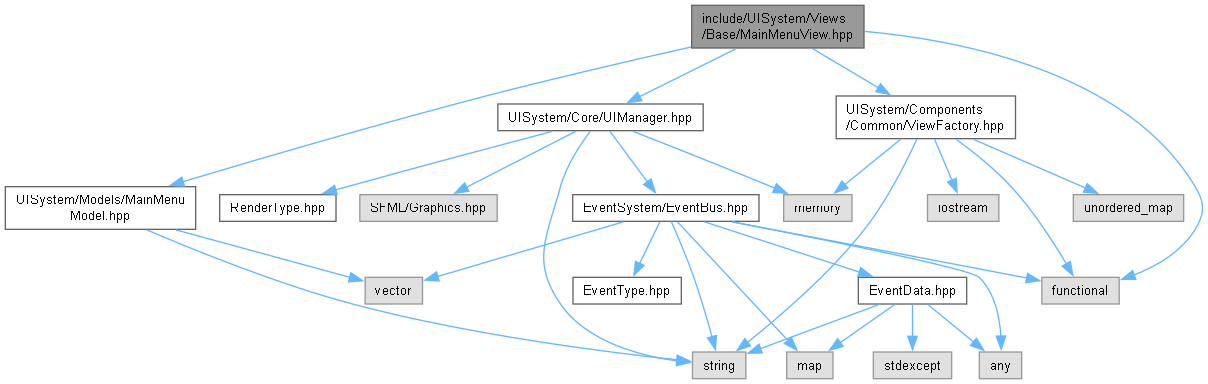 include/UISystem/Views
/Base/MainMenuView.hpp
UISystem/Core/UIManager.hpp
UISystem/Components
/Common/ViewFactory.hpp
UISystem/Models/MainMenu
Model.hpp
RenderType.hpp
SFML/Graphics.hpp
EventSystem/EventBus.hpp
memory
iostream
unordered_map
vector
EventType.hpp
EventData.hpp
functional
string
map
stdexcept
any